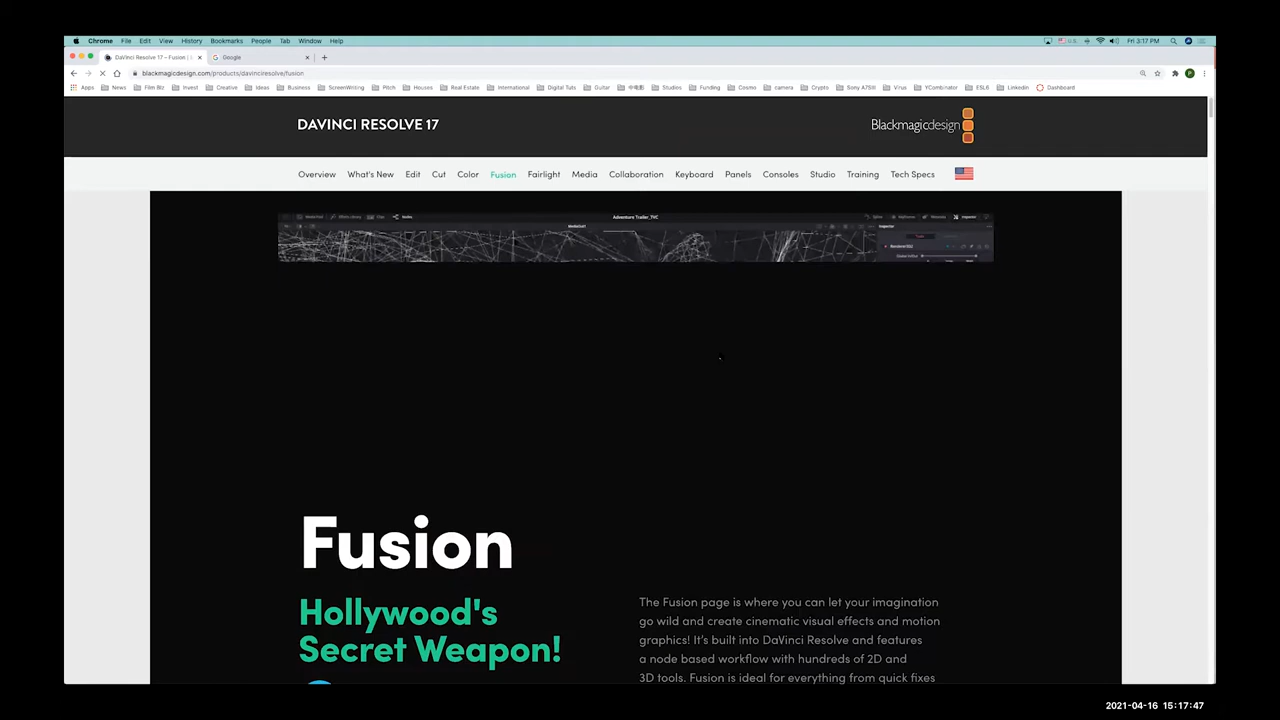 Chrome File Edit View History Bookmarks People Tab Window Help
Fri 3:17 PM
DaVinci Resolve 17 – Fusion |
Google
blackmagicdesign.com/products/davinciresolve/fusion
Apps News Film Biz Invest Creative Ideas Business ScreenWriting Pitch Houses Real Estate International Digital Tuts Guitar Studios Funding Cosmo camera Crypto Sony A7SIII Virus YCombinator ESL6 Linkedin Dashboard
DAVINCI RESOLVE 17
Blackmagicdesign
Overview What's New Edit Cut Color Fusion Fairlight Media Collaboration Keyboard Panels Consoles Studio Training Tech Specs
Adventure Trailer_TVC
Inspector
Fusion
Hollywood's
Secret Weapon!
The Fusion page is where you can let your imagination
go wild and create cinematic visual effects and motion
graphics! It's built into DaVinci Resolve and features
a node based workflow with hundreds of 2D and
3D tools. Fusion is ideal for everything from quick fixes
2021-04-16 15:17:47